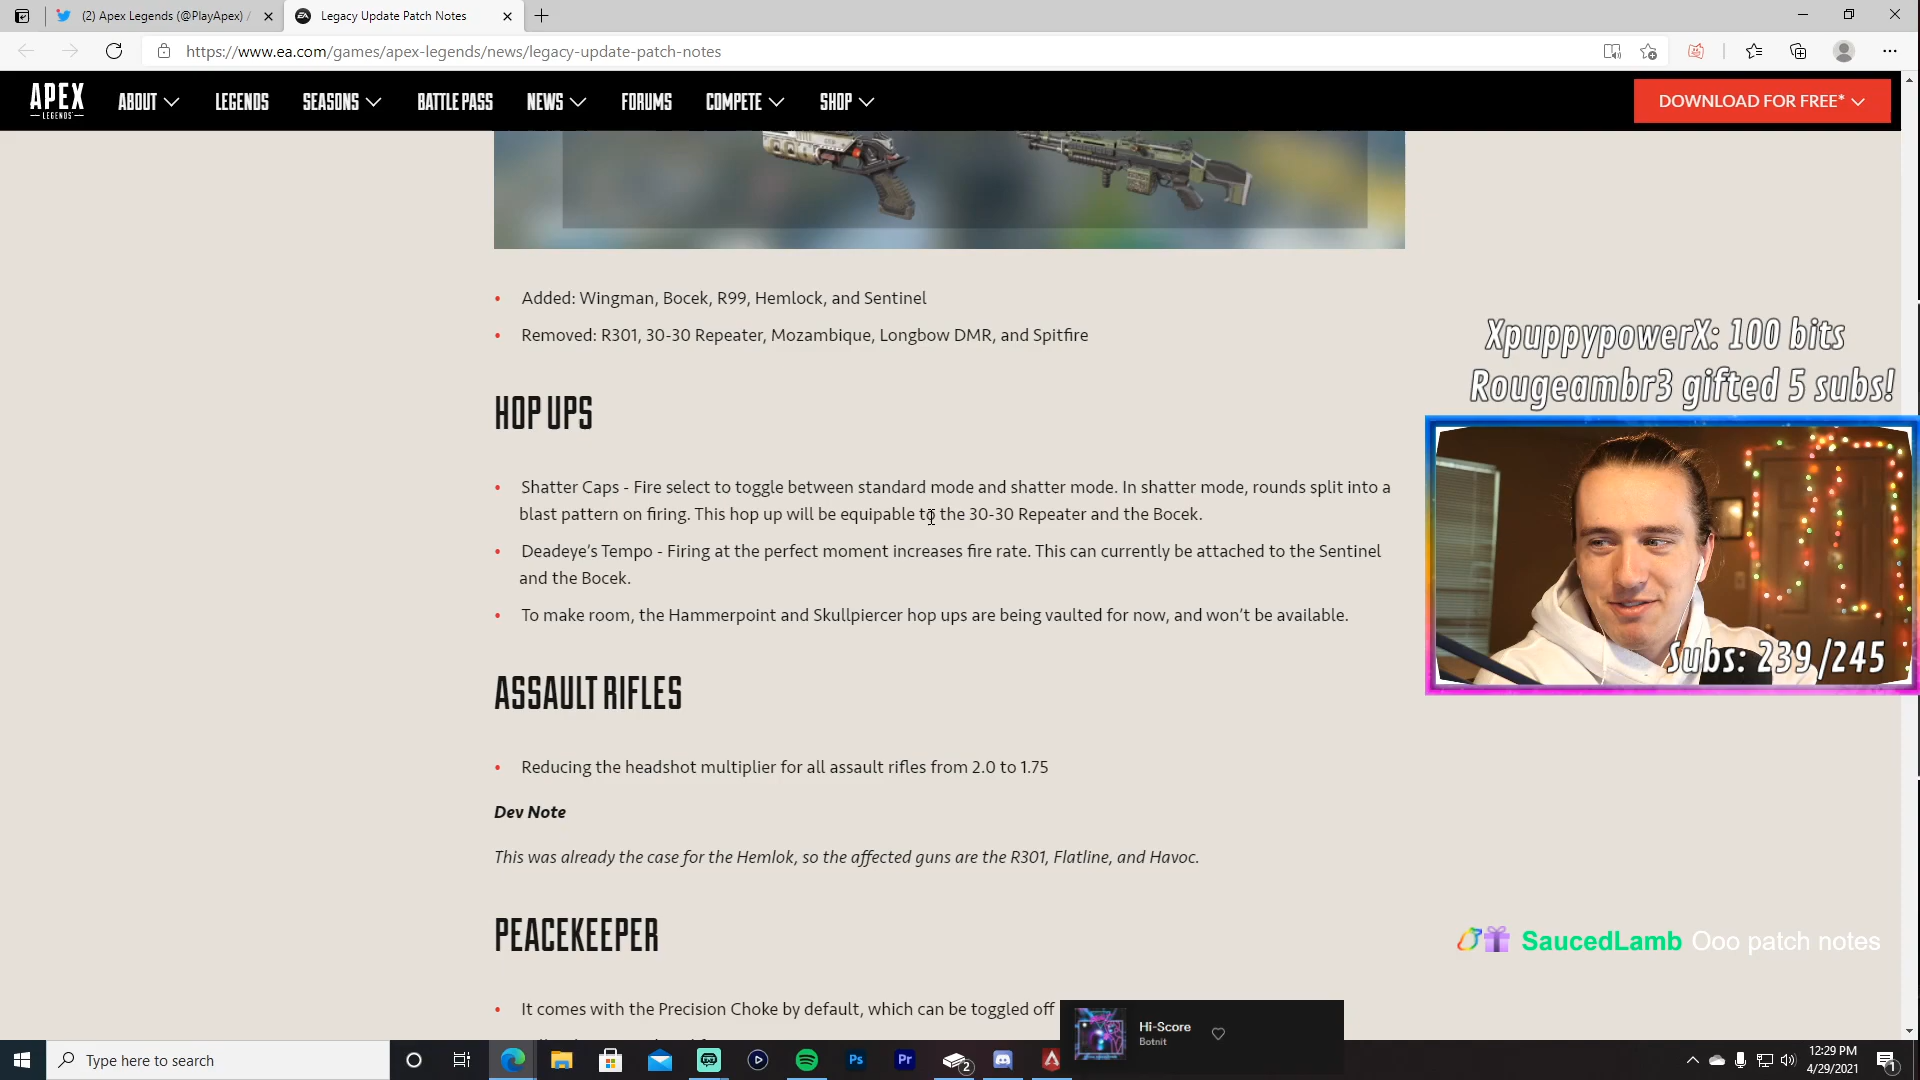 (2) Apex Legends (@PlayApex) /
Legacy Update Patch Notes
https://www.ea.com/games/apex-legends/news/legacy-update-patch-notes
APEX
LEGENDS
ABOUT
LEGENDS
SEASONS
BATTLE PASS
NEWS
FORUMS
COMPETE
SHOP
DOWNLOAD FOR FREE*
• Added: Wingman, Bocek, R99, Hemlock, and Sentinel
• Removed: R301, 30-30 Repeater, Mozambique, Longbow DMR, and Spitfire
XpuppypowerX: 100 bits
Rougeambr3 gifted 5 subs!
HOP UPS
• Shatter Caps - Fire select to toggle between standard mode and shatter mode. In shatter mode, rounds split into a
blast pattern on firing. This hop up will be equipable to the 30-30 Repeater and the Bocek.
• Deadeye's Tempo - Firing at the perfect moment increases fire rate. This can currently be attached to the Sentinel
and the Bocek.
• To make room, the Hammerpoint and Skullpiercer hop ups are being vaulted for now, and won't be available.
Subs: 239/245
ASSAULT RIFLES
• Reducing the headshot multiplier for all assault rifles from 2.0 to 1.75
Dev Note
This was already the case for the Hemlok, so the affected guns are the R301, Flatline, and Havoc.
PEACEKEEPER
SaucedLamb Ooo patch notes
• It comes with the Precision Choke by default, which can be toggled off
Hi-Score
Botnit
Type here to search
Ps
Pr
2
12:29 PM
4/29/2021
1